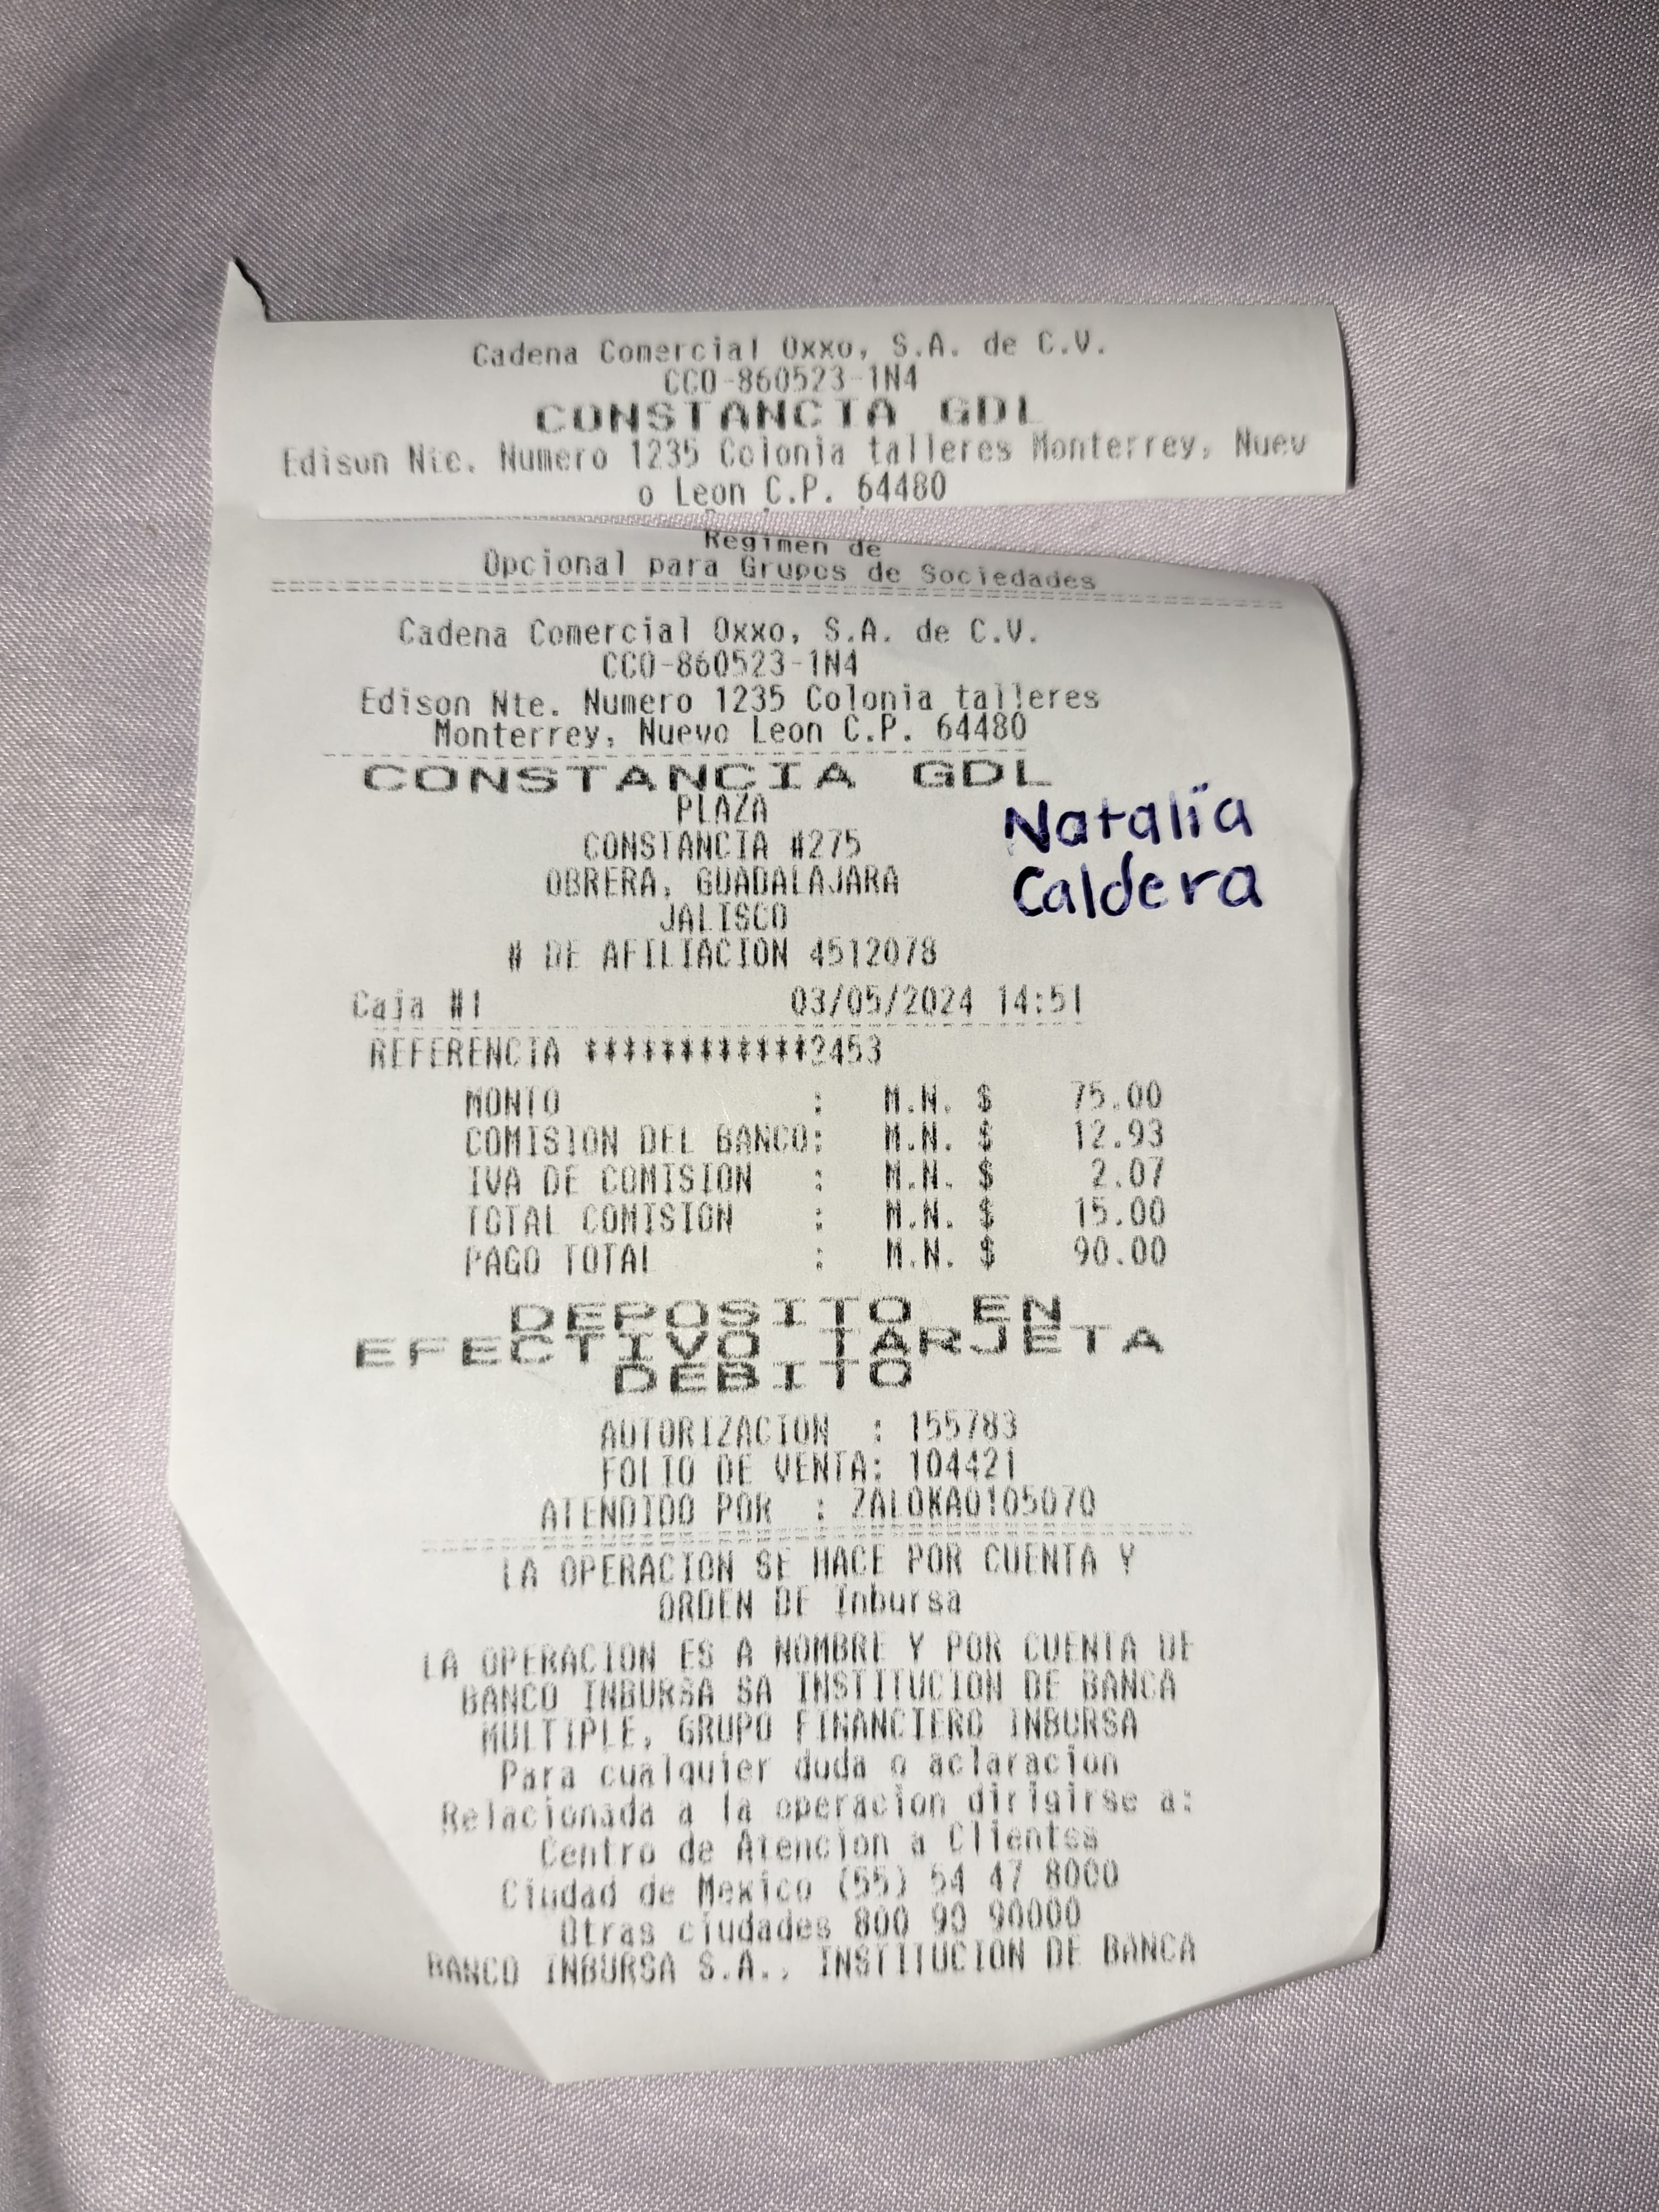 Cadena Comercial Oxxo, S.A. de C.V.
CCO-860523-1N4
CONSTANCIA GDL
Edison Nte. Numero 1235 Colonia talleres Monterrey, Nuev
o Leon C.P. 64480
Regimen de
Opcional para Grupos de Sociedades
Cadena Comercial Oxxo, S.A. de C.V.
CCO-860523-1N4
Edison Nte. Numero 1235 Colonia talleres
Monterrey, Nuevo Leon C.P. 64480
CONSTANCIA GDL
PLAZA
CONSTANCIA #275
OBRERA, GUADALAJARA
JALISCO
Natalia
Caldera
# DE AFILIACION 4512078
Caja #1 03/05/2024 14:51
REFERENCIA ************2453
MONTO : M.N. $ 75.00
COMISION DEL BANCO: M.N. $ 12.93
IVA DE COMISION : M.N. $ 2.07
TOTAL COMISION : M.N. $ 15.00
PAGO TOTAL : M.N. $ 90.00
DEPOSITO EN
EFECTIVO TARJETA
DEBITO
AUTORIZACION : 155783
FOLIO DE VENTA: 104421
ATENDIDO POR : ZALOKA0105070
LA OPERACION SE HACE POR CUENTA Y
ORDEN DE Inbursa
LA OPERACION ES A NOMBRE Y POR CUENTA DE
BANCO INBURSA SA INSTITUCION DE BANCA
MULTIPLE, GRUPO FINANCIERO INBURSA
Para cualquier duda o aclaracion
Relacionada a la operacion dirigirse a:
Centro de Atencion a Clientes
Ciudad de Mexico (55) 54 47 8000
Otras ciudades 800 90 90000
BANCO INBURSA S.A., INSTITUCION DE BANCA